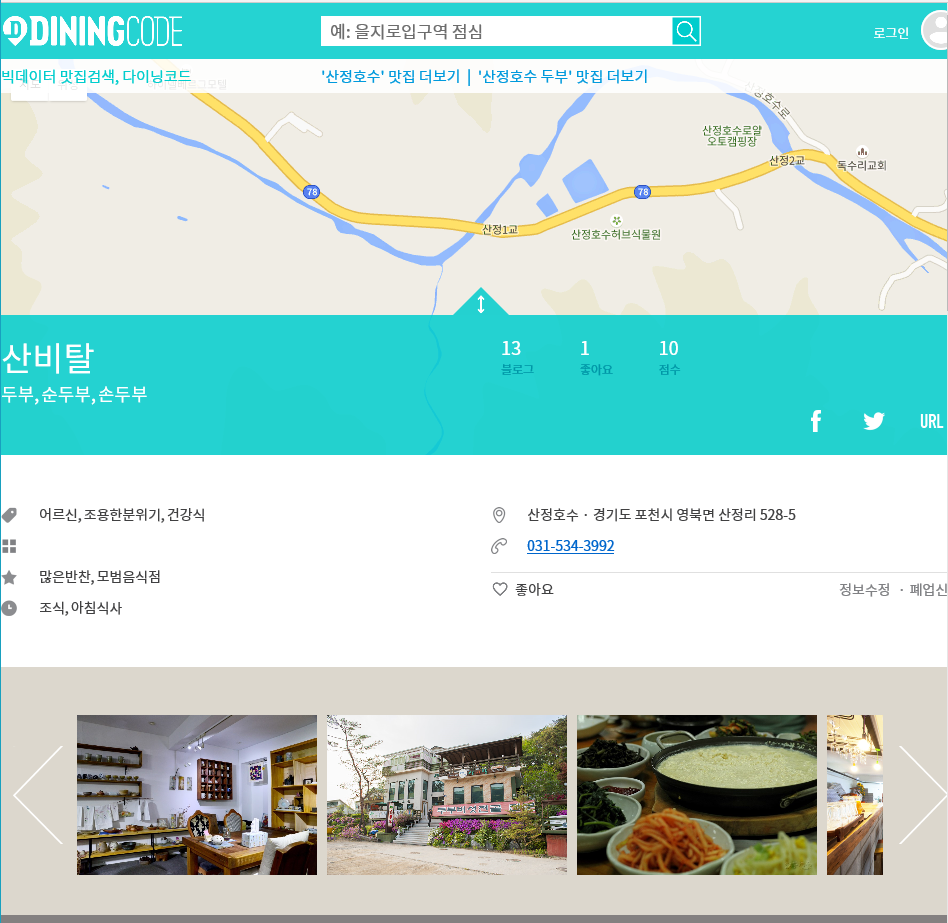 DININGCODE
예: 을지로입구역 점심
로그인
빅데이터 맛집검색, 다이닝코드
'산정호수' 맛집 더보기 | '산정호수 두부' 맛집 더보기
산정호수로
산정호수로얄
오토캠핑장
산정2교
독수리교회
78
78
산정1교
산정호수허브식물원
산비탈
두부, 순두부, 손두부
13
블로그
1
좋아요
10
점수
URL
어르신, 조용한분위기, 건강식
많은반찬, 모범음식점
조식, 아침식사
산정호수 · 경기도 포천시 영북면 산정리 528-5
031-534-3992
좋아요
정보수정 · 폐업신